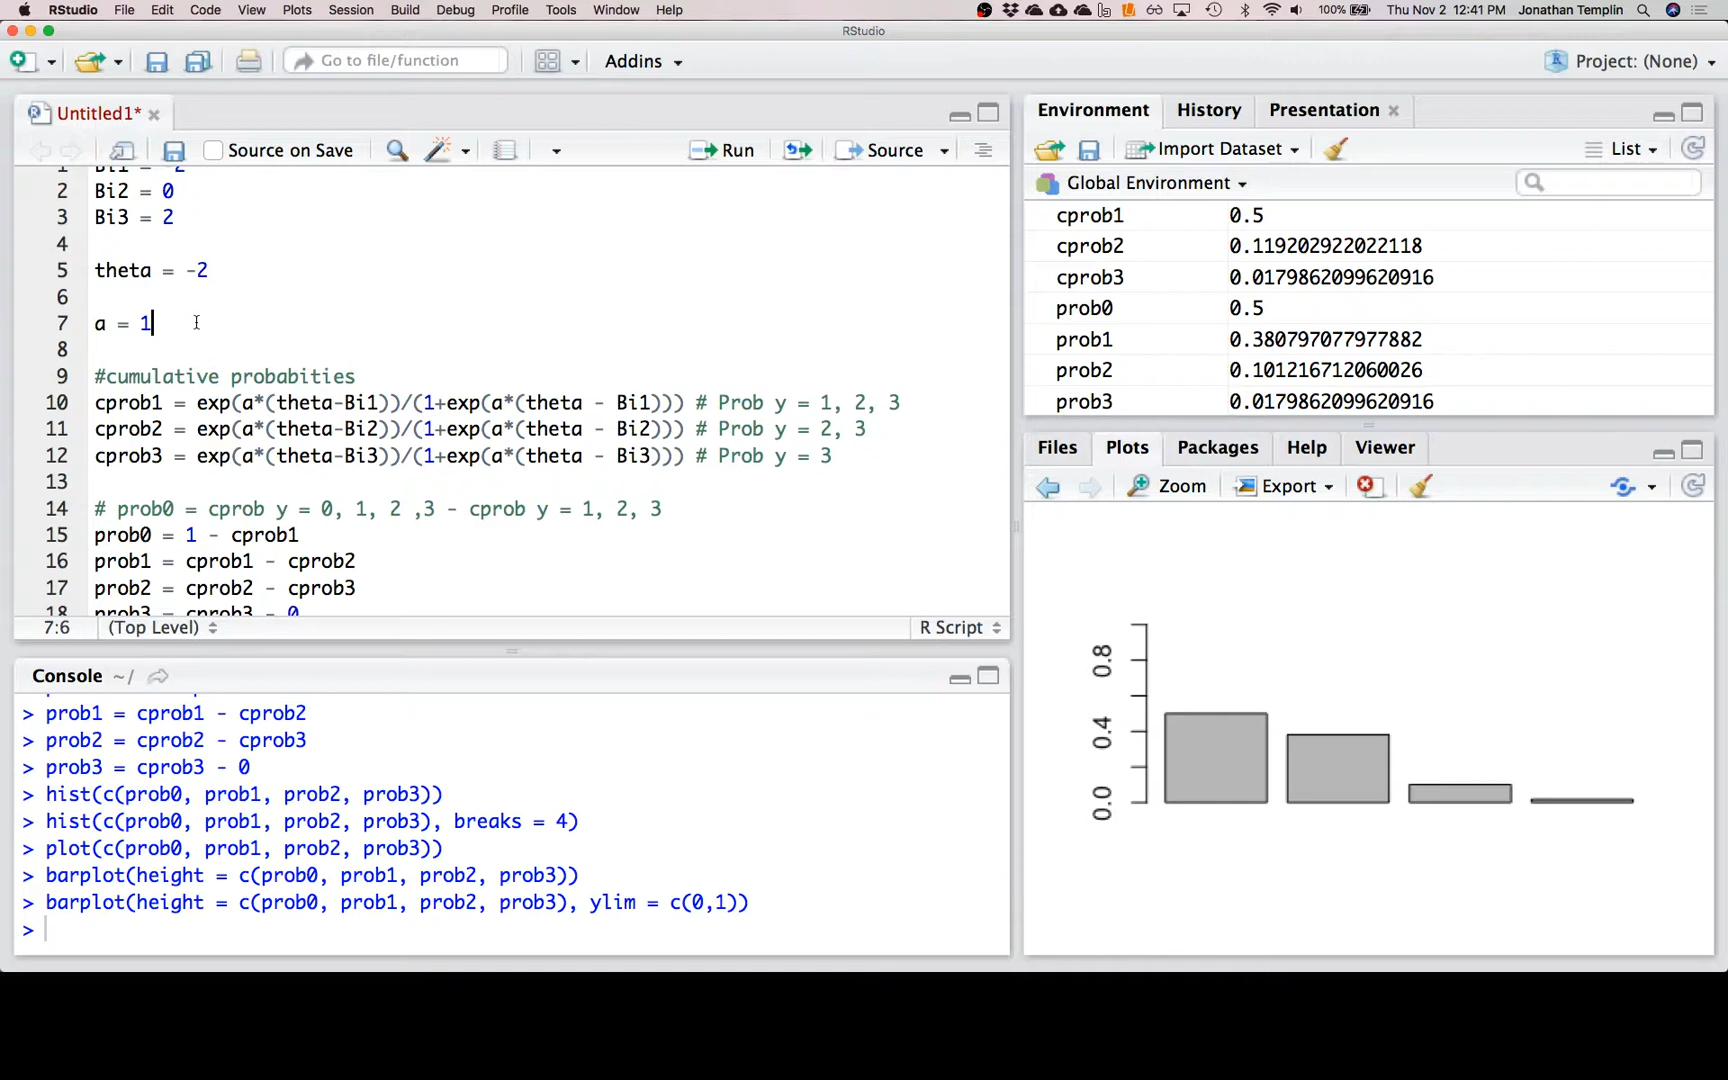 RStudio File Edit Code View Plots Session Build Debug Profile Tools Window Help 100% Thu Nov 2 12:41 PM Jonathan Templin
RStudio
Go to file/function Addins Project: (None)
Untitled1*
Source on Save Run Source
1 Bi1 = -2
2 Bi2 = 0
3 Bi3 = 2
4
5 theta = -2
6
7 a = 1
8
9 #cumulative probabities
10 cprob1 = exp(a*(theta-Bi1))/(1+exp(a*(theta - Bi1))) # Prob y = 1, 2, 3
11 cprob2 = exp(a*(theta-Bi2))/(1+exp(a*(theta - Bi2))) # Prob y = 2, 3
12 cprob3 = exp(a*(theta-Bi3))/(1+exp(a*(theta - Bi3))) # Prob y = 3
13
14 # prob0 = cprob y = 0, 1, 2 ,3 - cprob y = 1, 2, 3
15 prob0 = 1 - cprob1
16 prob1 = cprob1 - cprob2
17 prob2 = cprob2 - cprob3
18 prob3 = cprob3 - 0
7:6 (Top Level) R Script
Console ~/
> prob1 = cprob1 - cprob2
> prob2 = cprob2 - cprob3
> prob3 = cprob3 - 0
> hist(c(prob0, prob1, prob2, prob3))
> hist(c(prob0, prob1, prob2, prob3), breaks = 4)
> plot(c(prob0, prob1, prob2, prob3))
> barplot(height = c(prob0, prob1, prob2, prob3))
> barplot(height = c(prob0, prob1, prob2, prob3), ylim = c(0,1))
>
Environment History Presentation
Import Dataset List
Global Environment
cprob1 0.5
cprob2 0.119202922022118
cprob3 0.0179862099620916
prob0 0.5
prob1 0.380797077977882
prob2 0.101216712060026
prob3 0.0179862099620916
Files Plots Packages Help Viewer
Zoom Export
0.8
0.4
0.0